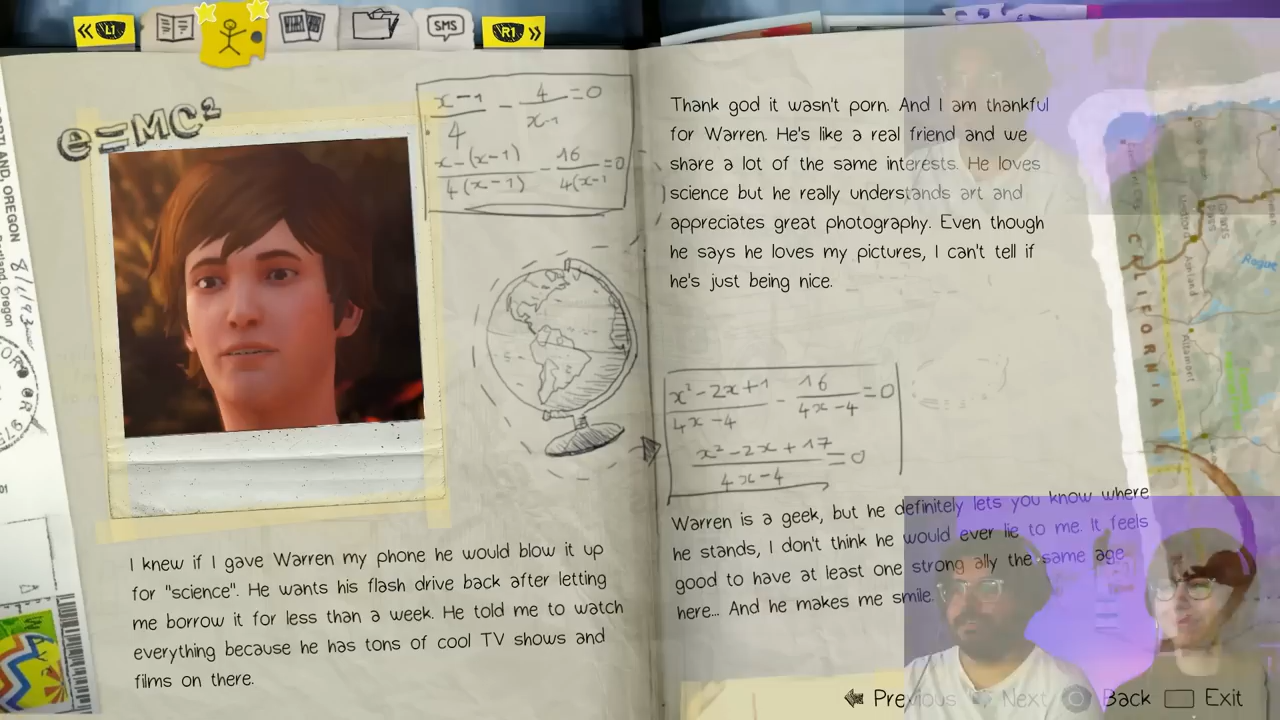 L1
SMS
R1
e=MC²
x-1/4 - 4/x-1 =0
x-(x-1)/4(x-1) - 16/4(x-1 =0
I knew if I gave Warren my phone he would blow it up
for "science". He wants his flash drive back after letting
me borrow it for less than a week. He told me to watch
everything because he has tons of cool TV shows and
films on there.
Thank god it wasn't porn. And I am thankful
for Warren. He's like a real friend and we
share a lot of the same interests. He loves
science but he really understands art and
appreciates great photography. Even though
he says he loves my pictures, I can't tell if
he's just being nice.
x²-2x+1/4x-4 - 16/4x-4 =0
x²-2x+17/4x-4 =0
Warren is a geek, but he definitely lets you know where
he stands, I don't think he would ever lie to me. It feels
good to have at least one strong ally the same age
here... And he makes me smile.
PORTLAND, OREGON
Portland, Oregon
CALIFORNIA
Ashland
Altamont
Rogue
Previous Next Back Exit